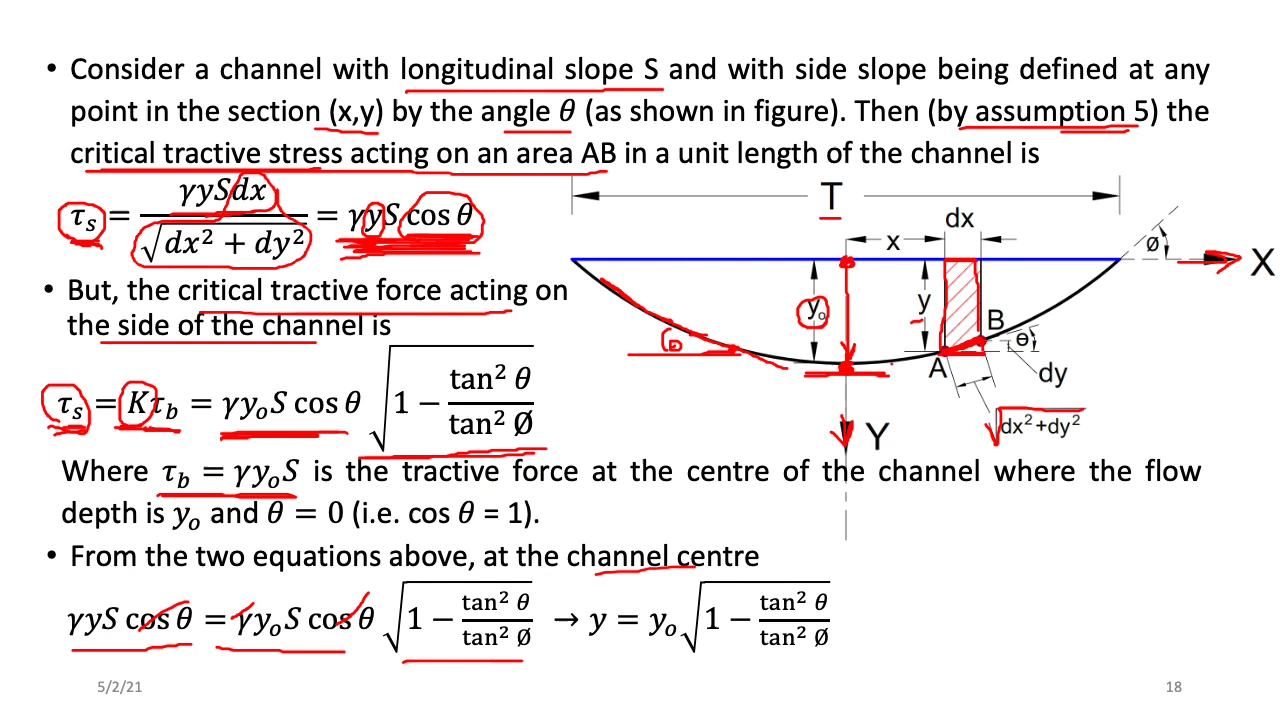 • Consider a channel with longitudinal slope S and with side slope being defined at any
point in the section (x,y) by the angle θ (as shown in figure). Then (by assumption 5) the
critical tractive stress acting on an area AB in a unit length of the channel is
τₛ = γySdx / √(dx² + dy²) = γyS cos θ
T
dx
x
ø
X
• But, the critical tractive force acting on
the side of the channel is
yₒ
y
B
θ
A
dy
√dx²+dy²
Y
τₛ = Kτ_b = γyₒS cos θ √(1 − tan² θ / tan² Ø)
Where τ_b = γyₒS is the tractive force at the centre of the channel where the flow
depth is yₒ and θ = 0 (i.e. cos θ = 1).
• From the two equations above, at the channel centre
γyS cos θ = γyₒS cos θ √(1 − tan² θ / tan² Ø) → y = yₒ √(1 − tan² θ / tan² Ø)
5/2/21
18